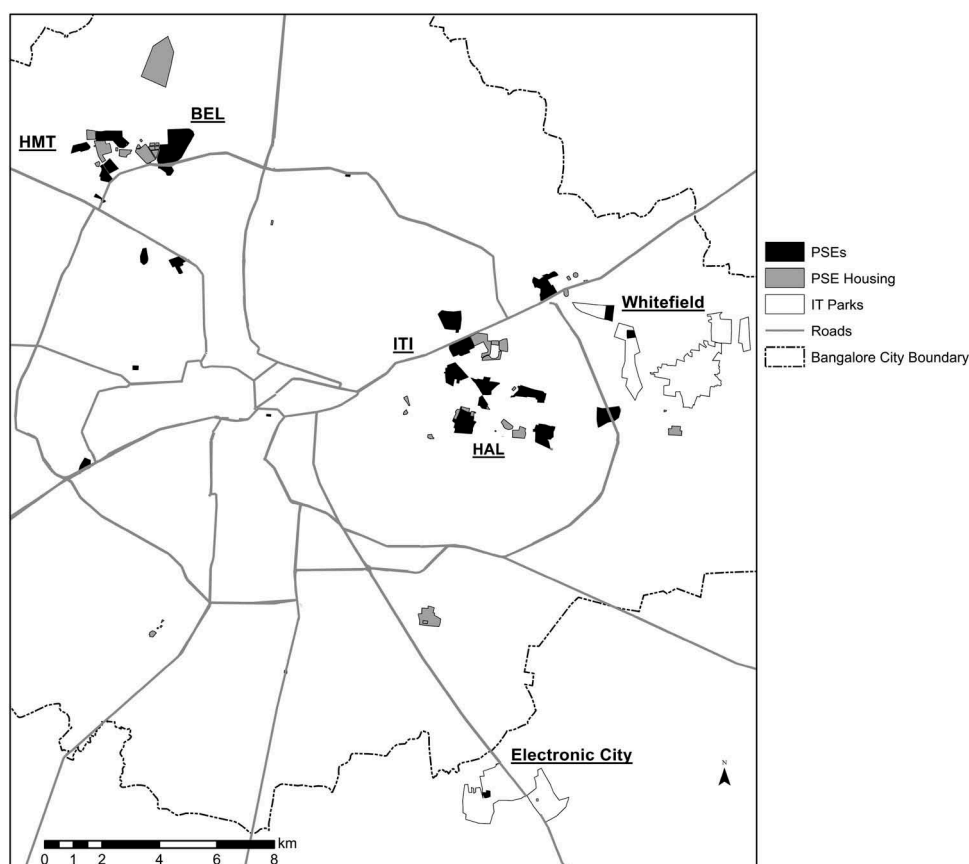 BEL
HMT
PSEs
PSE Housing
IT Parks
Roads
Bangalore City Boundary
Whitefield
ITI
HAL
Electronic City
N
km
0 1 2 4 6 8